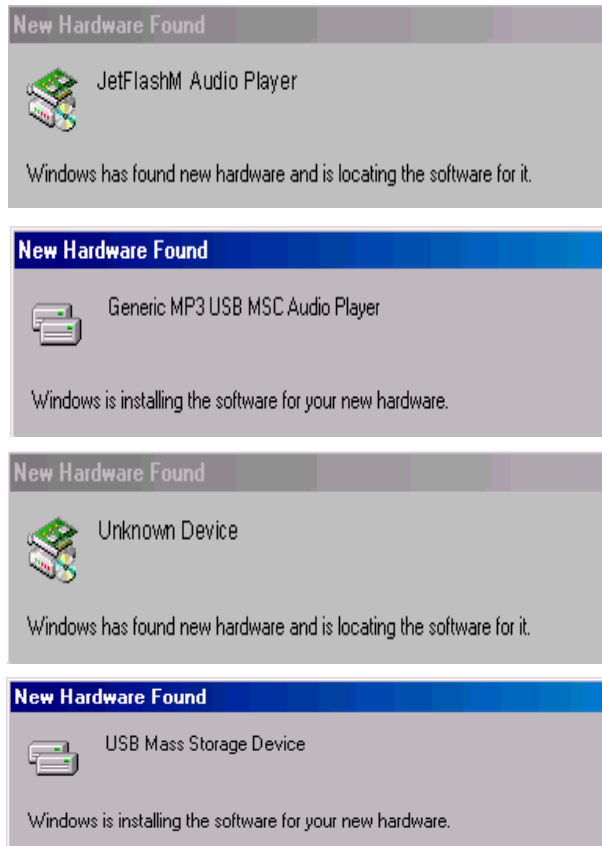 New Hardware Found
JetFlashM Audio Player
Windows has found new hardware and is locating the software for it.
New Hardware Found
Generic MP3 USB MSC Audio Player
Windows is installing the software for your new hardware.
New Hardware Found
Unknown Device
Windows has found new hardware and is locating the software for it.
New Hardware Found
USB Mass Storage Device
Windows is installing the software for your new hardware.